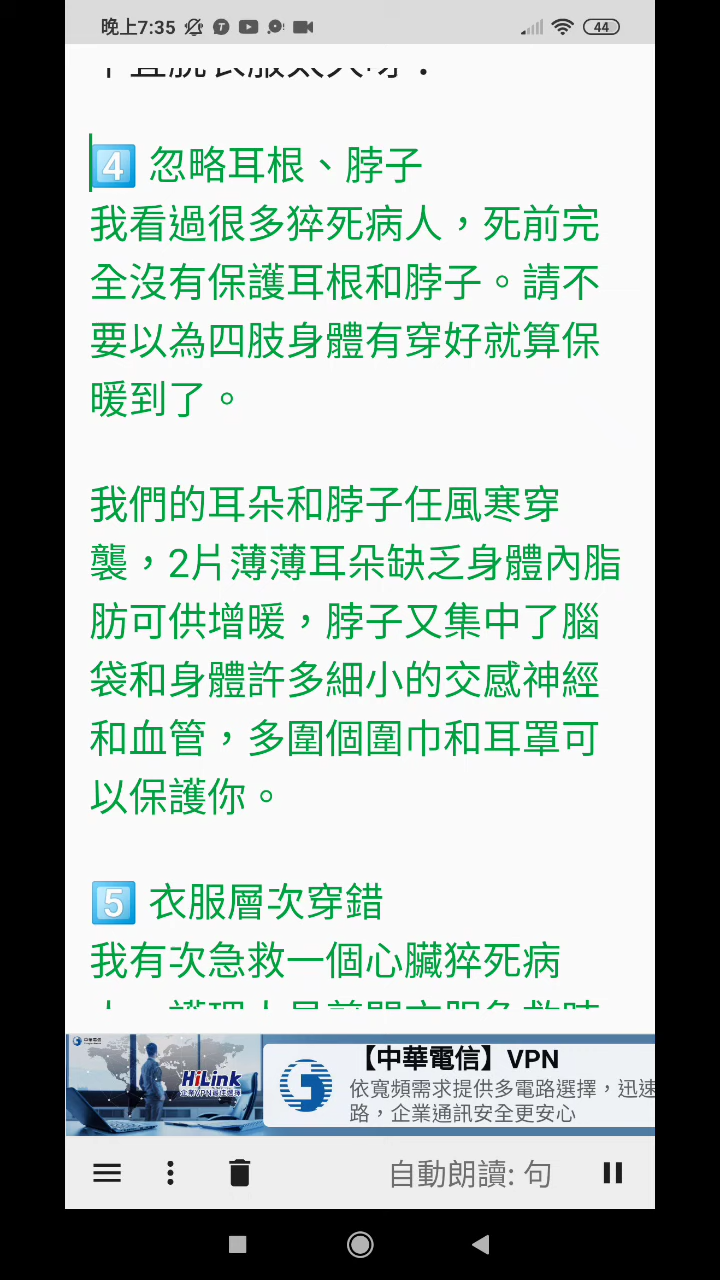 晚上7:35
44
4 忽略耳根、脖子
我看過很多猝死病人，死前完
全沒有保護耳根和脖子。請不
要以為四肢身體有穿好就算保
暖到了。
我們的耳朵和脖子任風寒穿
襲，2片薄薄耳朵缺乏身體內脂
肪可供增暖，脖子又集中了腦
袋和身體許多細小的交感神經
和血管，多圍個圍巾和耳罩可
以保護你。
5 衣服層次穿錯
我有次急救一個心臟猝死病
HiLink
【中華電信】VPN
依寬頻需求提供多電路選擇，迅速
路，企業通訊安全更安心
自動朗讀: 句